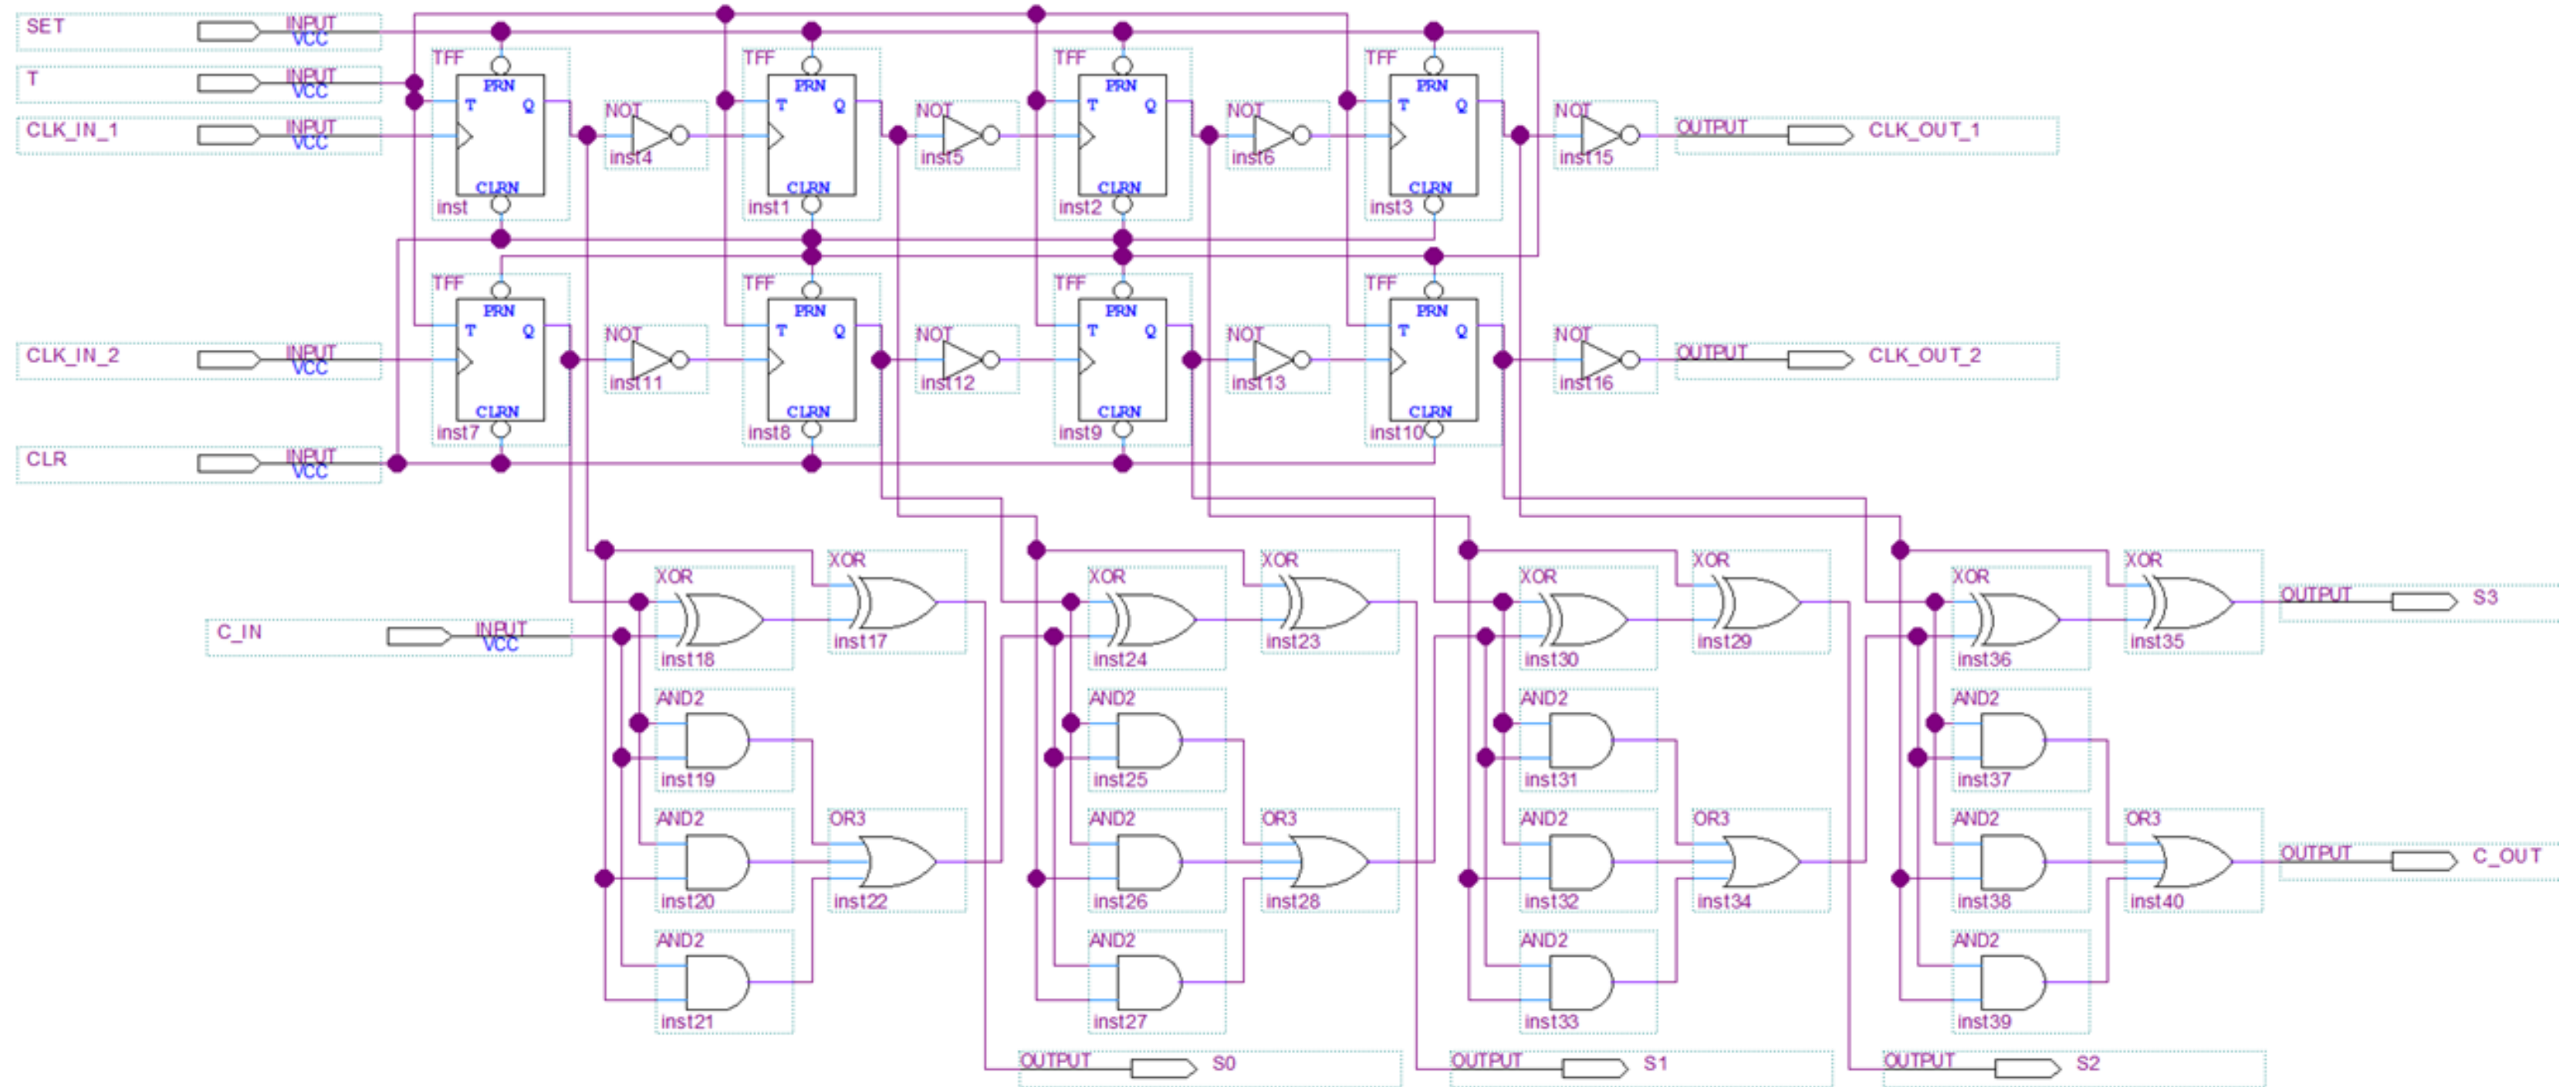 SET INPUT VCC
T INPUT VCC
CLK_IN_1 INPUT VCC
TFF PRN T Q CLRN inst
NOT inst4
TFF PRN T Q CLRN inst1
NOT inst5
TFF PRN T Q CLRN inst2
NOT inst6
TFF PRN T Q CLRN inst3
NOT inst15
OUTPUT CLK_OUT_1
CLK_IN_2 INPUT VCC
TFF PRN T Q CLRN inst7
NOT inst11
TFF PRN T Q CLRN inst8
NOT inst12
TFF PRN T Q CLRN inst9
NOT inst13
TFF PRN T Q CLRN inst10
NOT inst16
OUTPUT CLK_OUT_2
CLR INPUT VCC
C_IN INPUT VCC
XOR inst18
XOR inst17
XOR inst24
XOR inst23
XOR inst30
XOR inst29
XOR inst36
XOR inst35
OUTPUT S3
AND2 inst19
AND2 inst25
AND2 inst31
AND2 inst37
AND2 inst20
OR3 inst22
AND2 inst26
OR3 inst28
AND2 inst32
OR3 inst34
AND2 inst38
OR3 inst40
OUTPUT C_OUT
AND2 inst21
AND2 inst27
AND2 inst33
AND2 inst39
OUTPUT S0
OUTPUT S1
OUTPUT S2